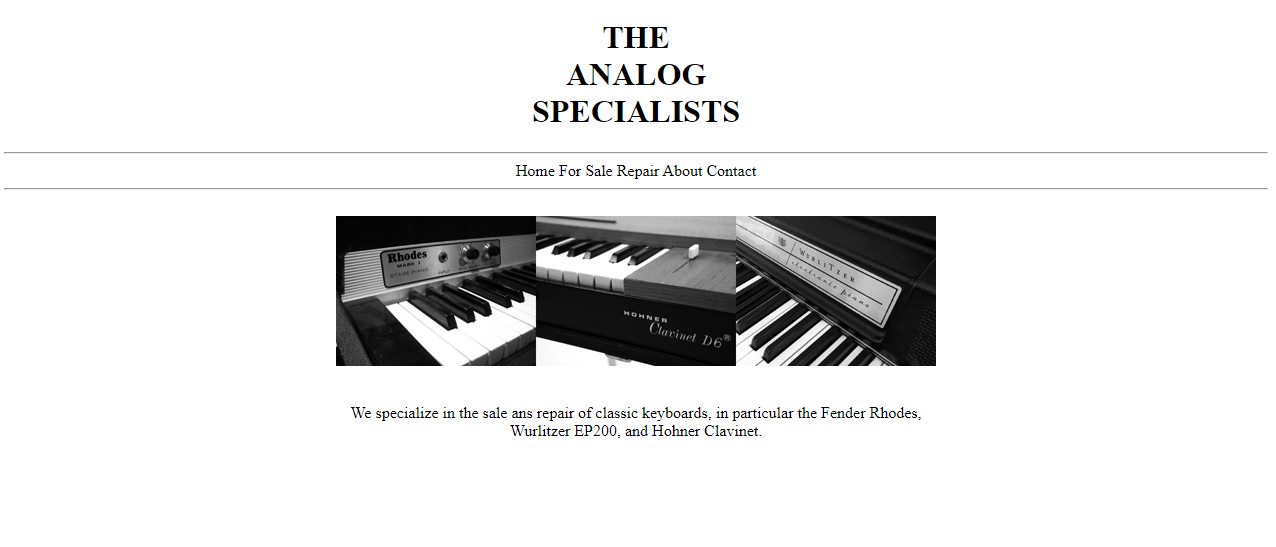 THE
ANALOG
SPECIALISTS
Home For Sale Repair About Contact
Rhodes
MARK I
STAGE PIANO
INPUT
HOHNER
Clavinet D6®
WURLITZER
electronic piano
We specialize in the sale ans repair of classic keyboards, in particular the Fender Rhodes,
Wurlitzer EP200, and Hohner Clavinet.